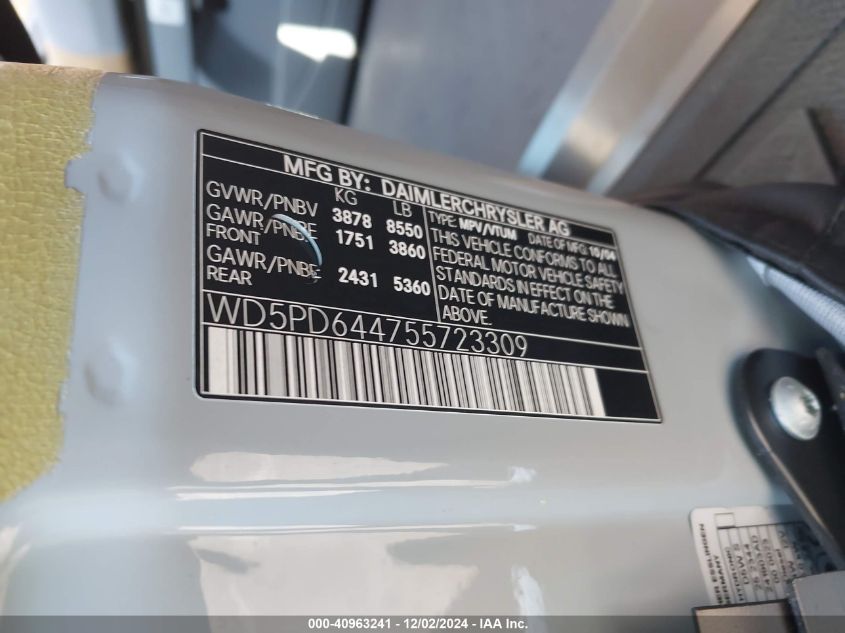 MFG BY: DAIMLERCHRYSLER AG
KG LB
GVWR/PNBV 3878 8550
GAWR/PNBE 1751 3860
FRONT
GAWR/PNBE 2431 5360
REAR
TYPE: MPV/VTUM DATE OF MFG: 10/04
THIS VEHICLE CONFORMS TO ALL
FEDERAL MOTOR VEHICLE SAFETY
STANDARDS IN EFFECT ON THE
DATE OF MANUFACTURE SHOWN
ABOVE.
WD5PD644755723309
ESSLINGEN
GERMANY
000-40963241 - 12/02/2024 - IAA Inc.